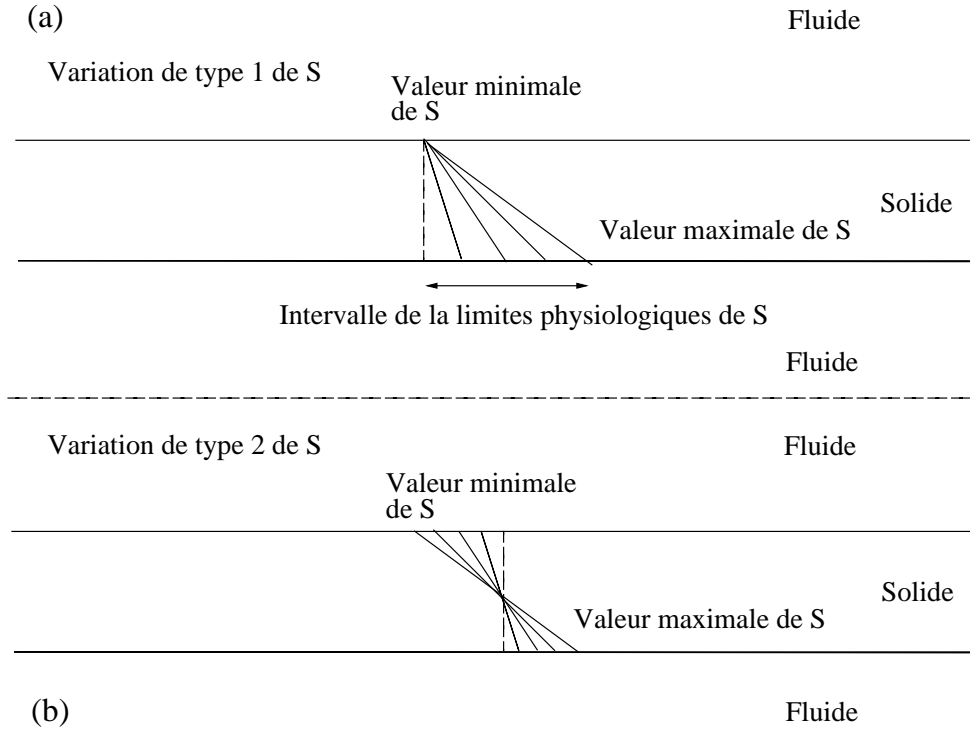 (a)
Fluide
Variation de type 1 de S
Valeur minimale
de S
Solide
Valeur maximale de S
Intervalle de la limites physiologiques de S
Fluide
Variation de type 2 de S
Fluide
Valeur minimale
de S
Solide
Valeur maximale de S
(b)
Fluide